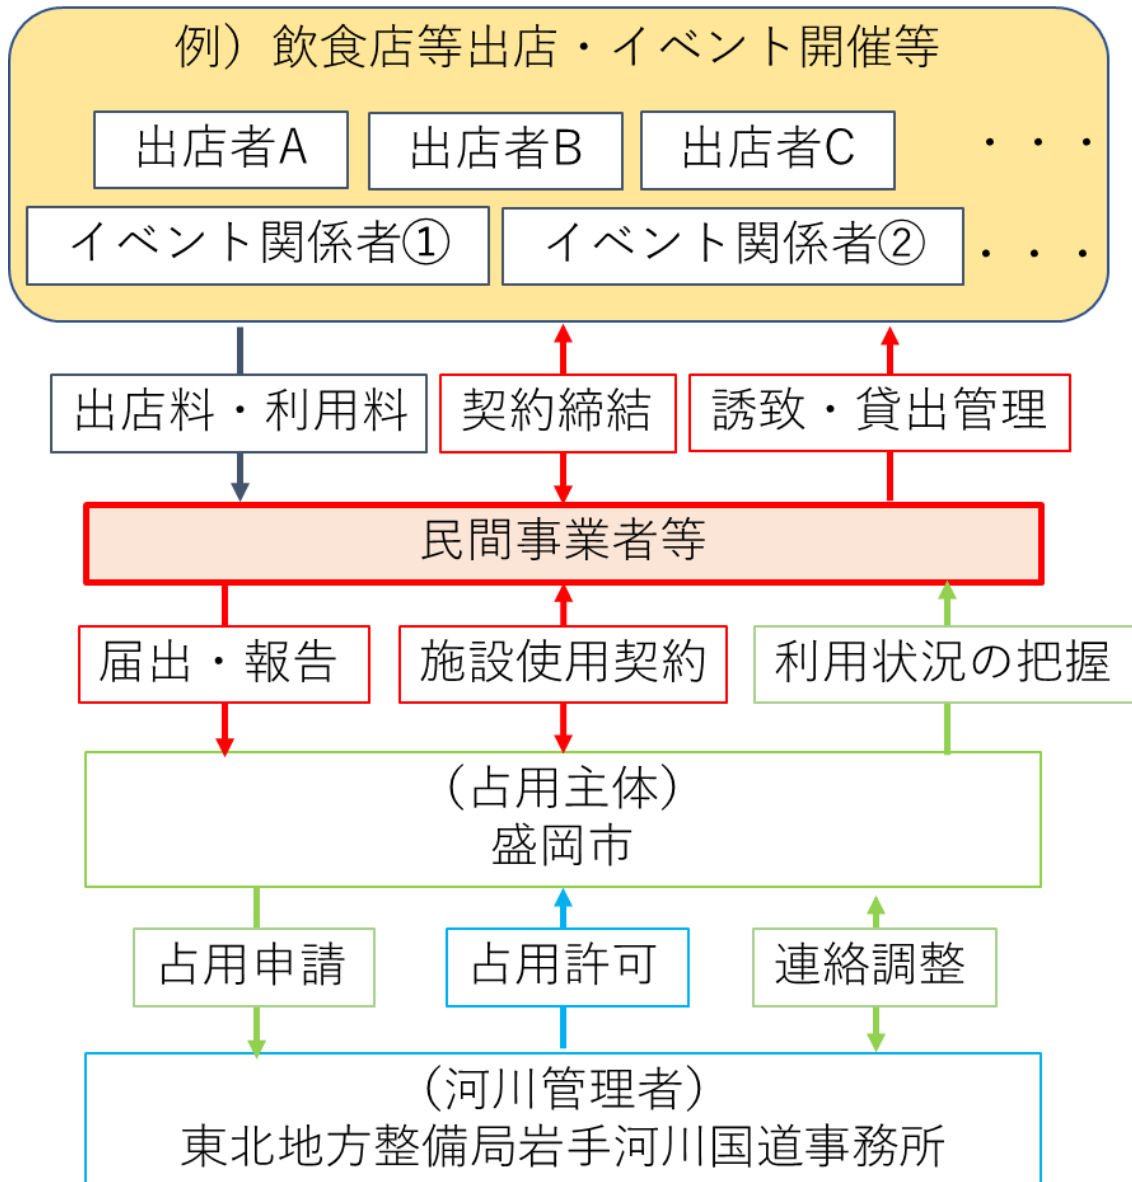 例）飲食店等出店・イベント開催等
出店者A
出店者B
出店者C
・・・
イベント関係者①
イベント関係者②
・・・
出店料・利用料
契約締結
誘致・貸出管理
民間事業者等
届出・報告
施設使用契約
利用状況の把握
（占用主体）
盛岡市
占用申請
占用許可
連絡調整
（河川管理者）
東北地方整備局岩手河川国道事務所